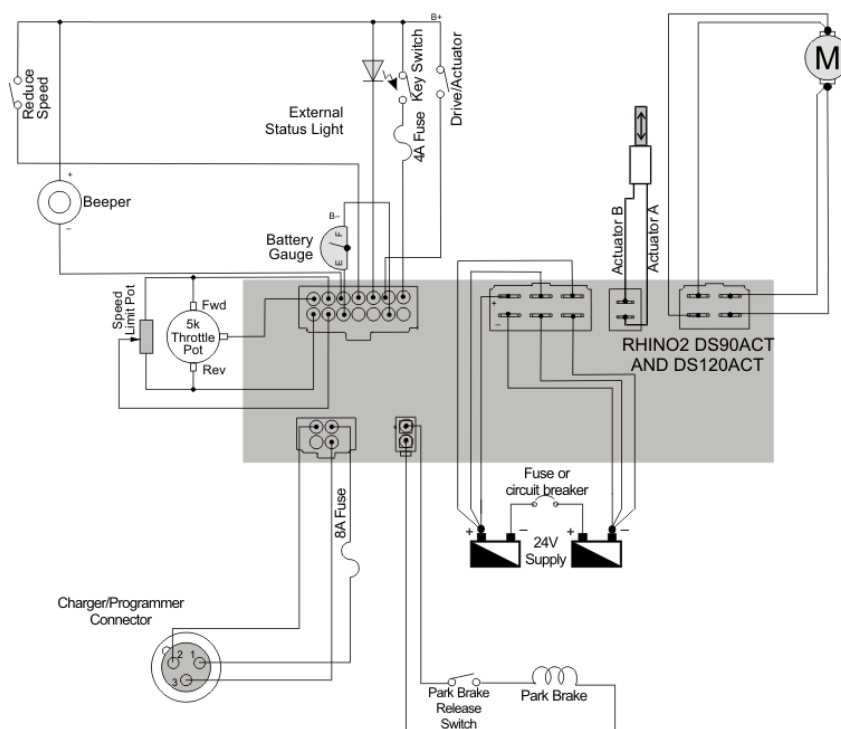 B+
Reduce
Speed
Key Switch
Drive/Actuator
External
Status Light
4A Fuse
M
+
Beeper
−
B−
F
Battery
Gauge
E
Actuator B
Actuator A
Speed
Limit Pot
Fwd
5k
Throttle
Pot
Rev
+
−
RHINO2 DS90ACT
AND DS120ACT
+
8A Fuse
Fuse or
circuit breaker
+
−
+
−
24V
Supply
Charger/Programmer
Connector
2
1
3
Park Brake
Release
Switch
Park Brake